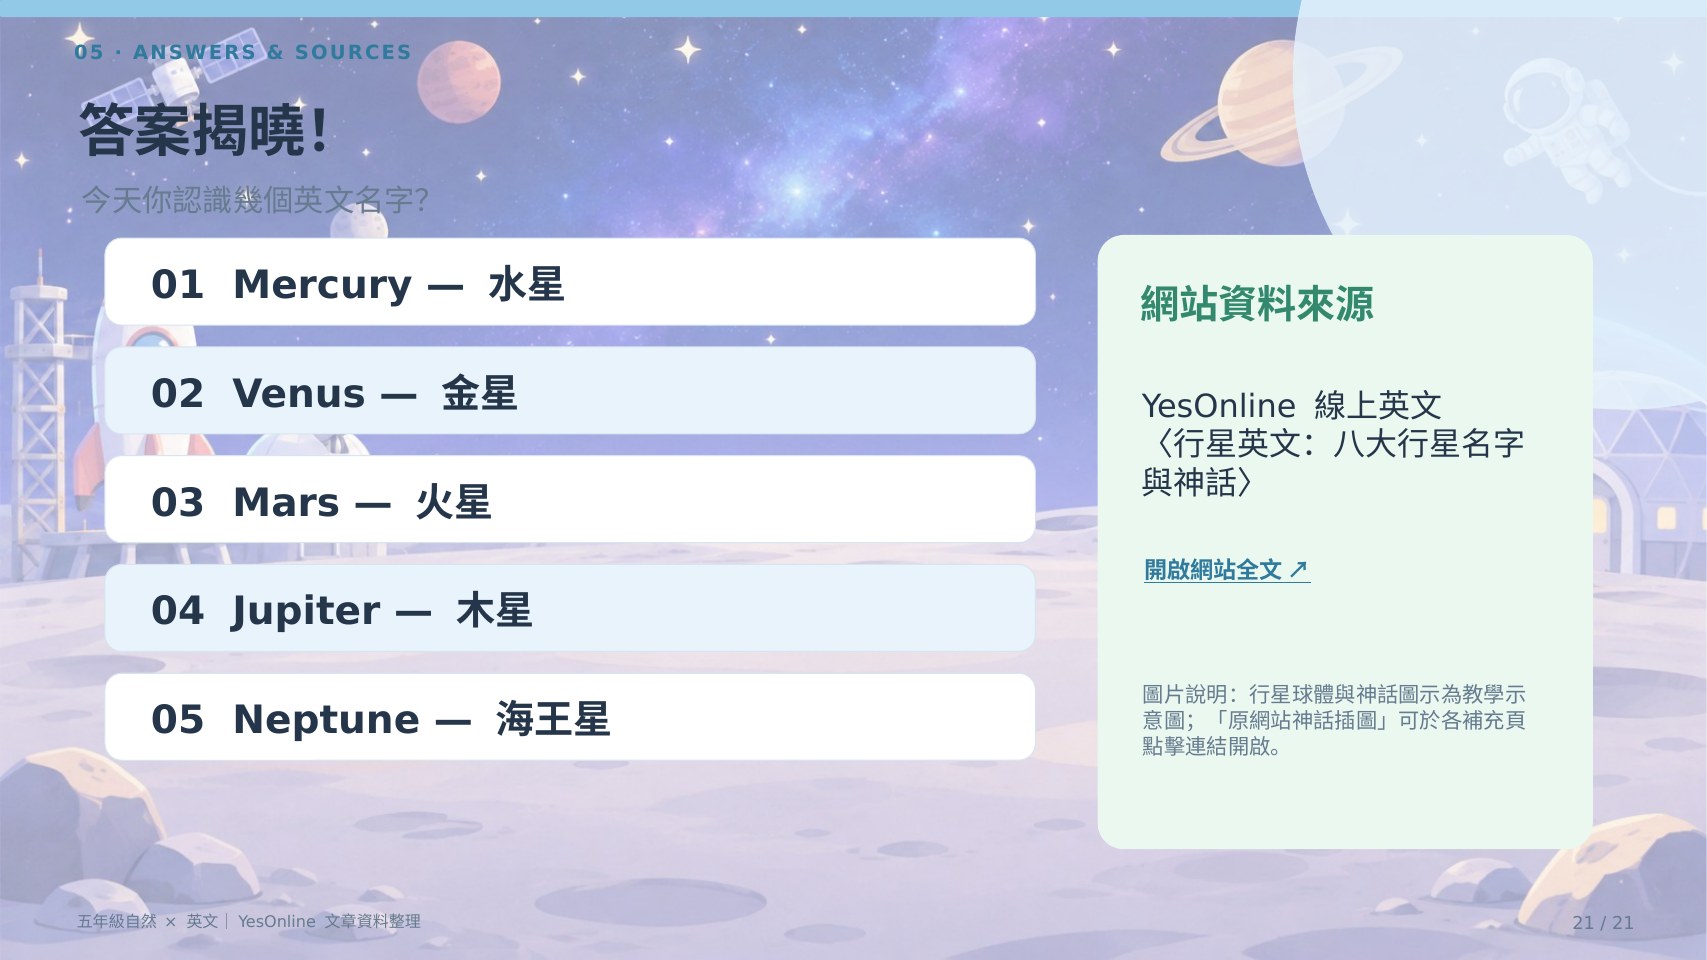 05 · ANSWERS & SOURCES
答案揭曉！
今天你認識幾個英文名字？
01 Mercury — 水星
02 Venus — 金星
03 Mars — 火星
04 Jupiter — 木星
05 Neptune — 海王星
網站資料來源
YesOnline 線上英文
〈行星英文：八大行星名字
與神話〉
開啟網站全文 ↗
圖片說明：行星球體與神話圖示為教學示
意圖；「原網站神話插圖」可於各補充頁
點擊連結開啟。
五年級自然 × 英文｜YesOnline 文章資料整理
21 / 21